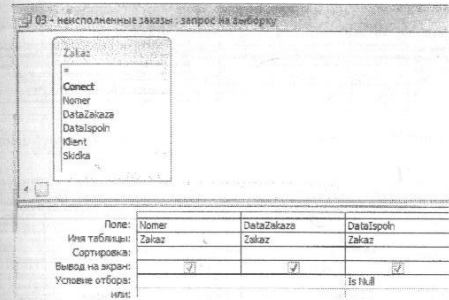 03 - неисполненные заказы : запрос на выборку
Zakaz
*
Conect
Nomer
DataZakaza
DataIspoln
Klient
Skidka
Поле: Nomer DataZakaza DataIspoln
Имя таблицы: Zakaz Zakaz Zakaz
Сортировка:
Вывод на экран:
Условие отбора: Is Null
или: